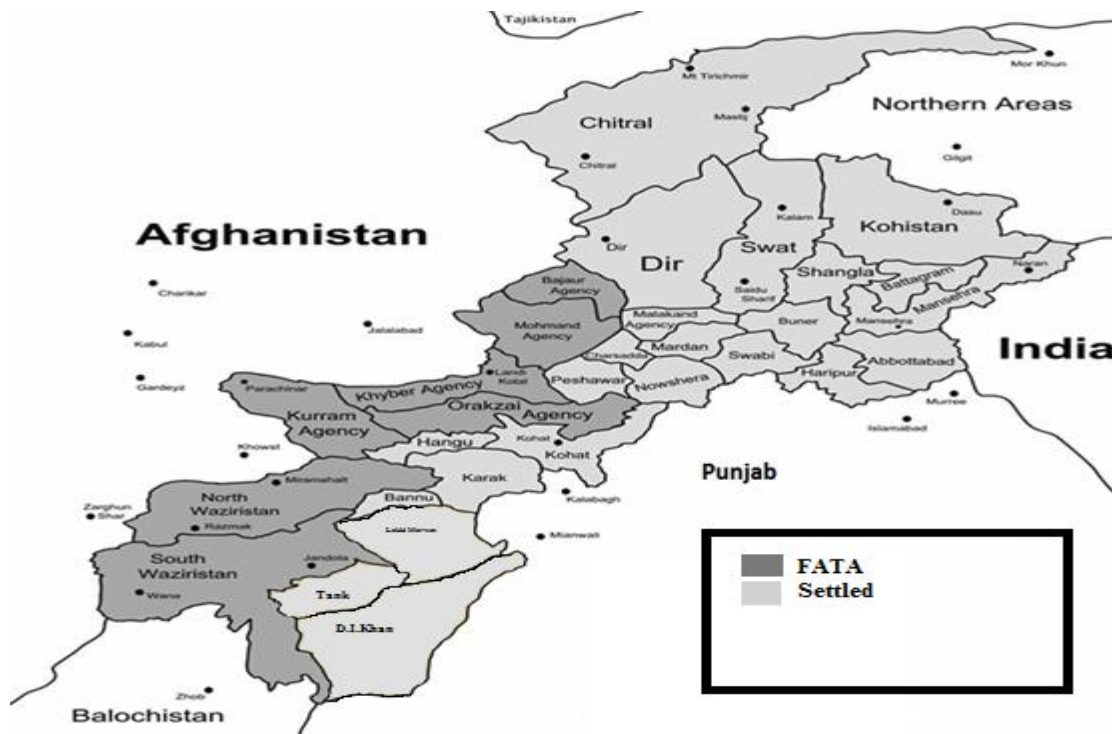 Tajikistan
Mt Tirichmir
Mor Khun
Northern Areas
Chitral
Mastij
Chitral
Gilgit
Kalam
Dasu
Kohistan
Afghanistan
Dir
Swat
Dir
Shangla
Naran
Battagram
Mansehra
Charikar
Bajaur
Agency
Saidu
Sharif
Malakand
Agency
Buner
Mansehra
Jalalabad
Mohmand
Agency
Kabul
Mardan
India
Charsadda
Swabi
Abbottabad
Haripur
Landi
Kotal
Peshawar
Nowshera
Gardeyz
Parachinar
Khyber Agency
Murree
Islamabad
Orakzai Agency
Kurram
Agency
Hangu
Kohat
Kohat
Khowst
Punjab
Karak
Miramshah
Bannu
Kalabagh
North
Waziristan
Zarghun
Shar
Razmak
Mianwali
South
Waziristan
Jandola
Wana
Tank
D.I.Khan
FATA
Settled
Zhob
Balochistan